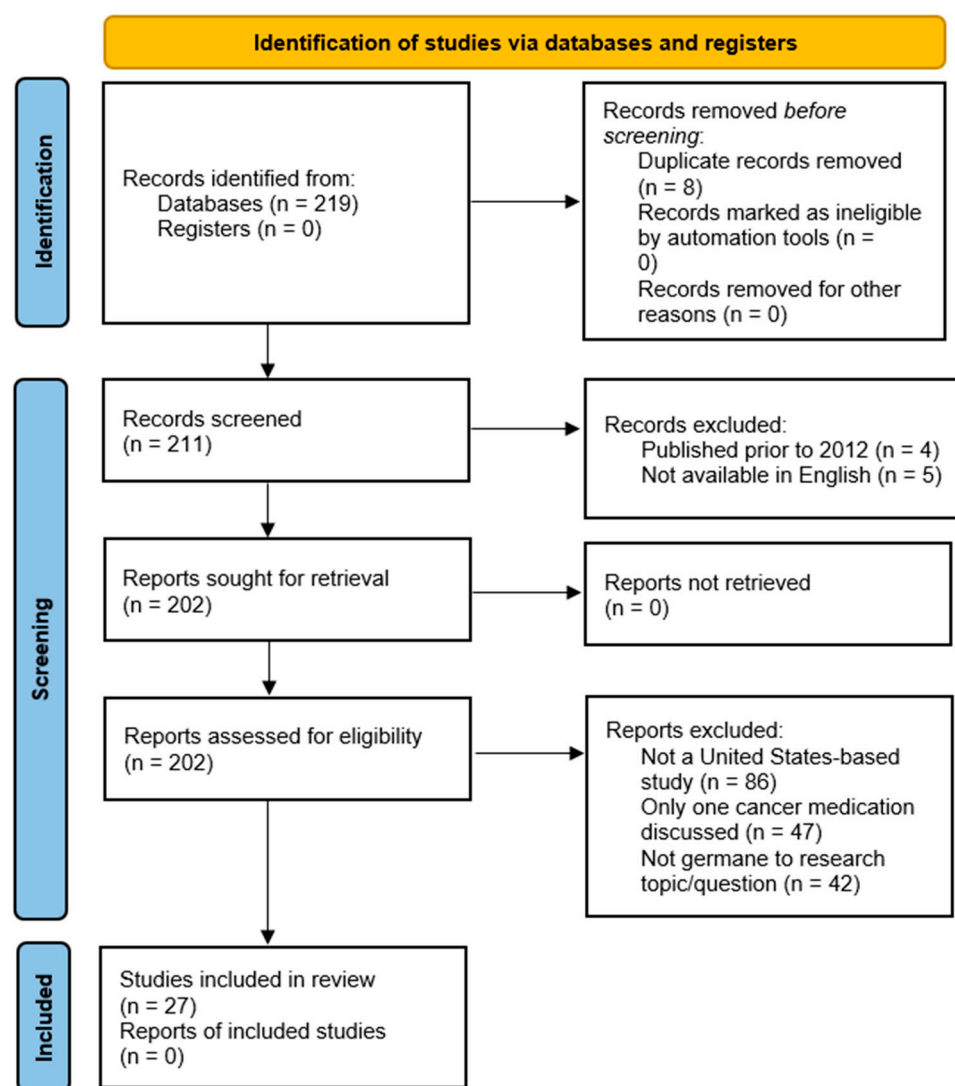 Identification of studies via databases and registers
Identification
Records identified from:
Databases (n = 219)
Registers (n = 0)
Records removed before
screening:
Duplicate records removed
(n = 8)
Records marked as ineligible
by automation tools (n =
0)
Records removed for other
reasons (n = 0)
Screening
Records screened
(n = 211)
Records excluded:
Published prior to 2012 (n = 4)
Not available in English (n = 5)
Reports sought for retrieval
(n = 202)
Reports not retrieved
(n = 0)
Reports assessed for eligibility
(n = 202)
Reports excluded:
Not a United States-based
study (n = 86)
Only one cancer medication
discussed (n = 47)
Not germane to research
topic/question (n = 42)
Included
Studies included in review
(n = 27)
Reports of included studies
(n = 0)